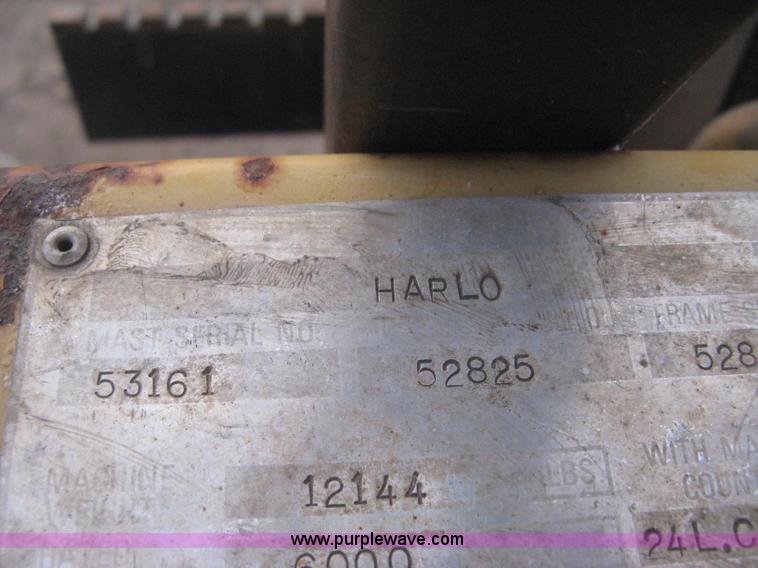 HARLO
MAST SERIAL NO. FRAME S
53161 52825 528
MACHINE 12144 LBS WITH MA
COUN
6000 24L.C
www.purplewave.com